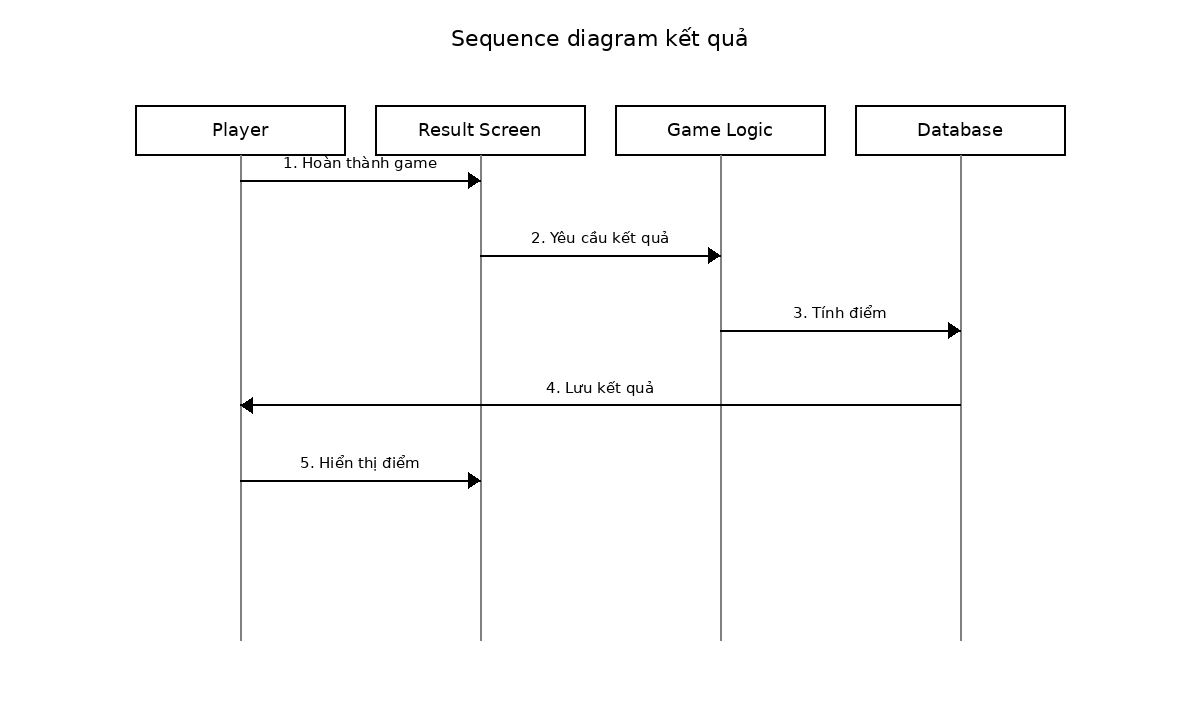 Sequence diagram kết quả
Player
Result Screen
Game Logic
Database
1. Hoàn thành game
2. Yêu cầu kết quả
3. Tính điểm
4. Lưu kết quả
5. Hiển thị điểm